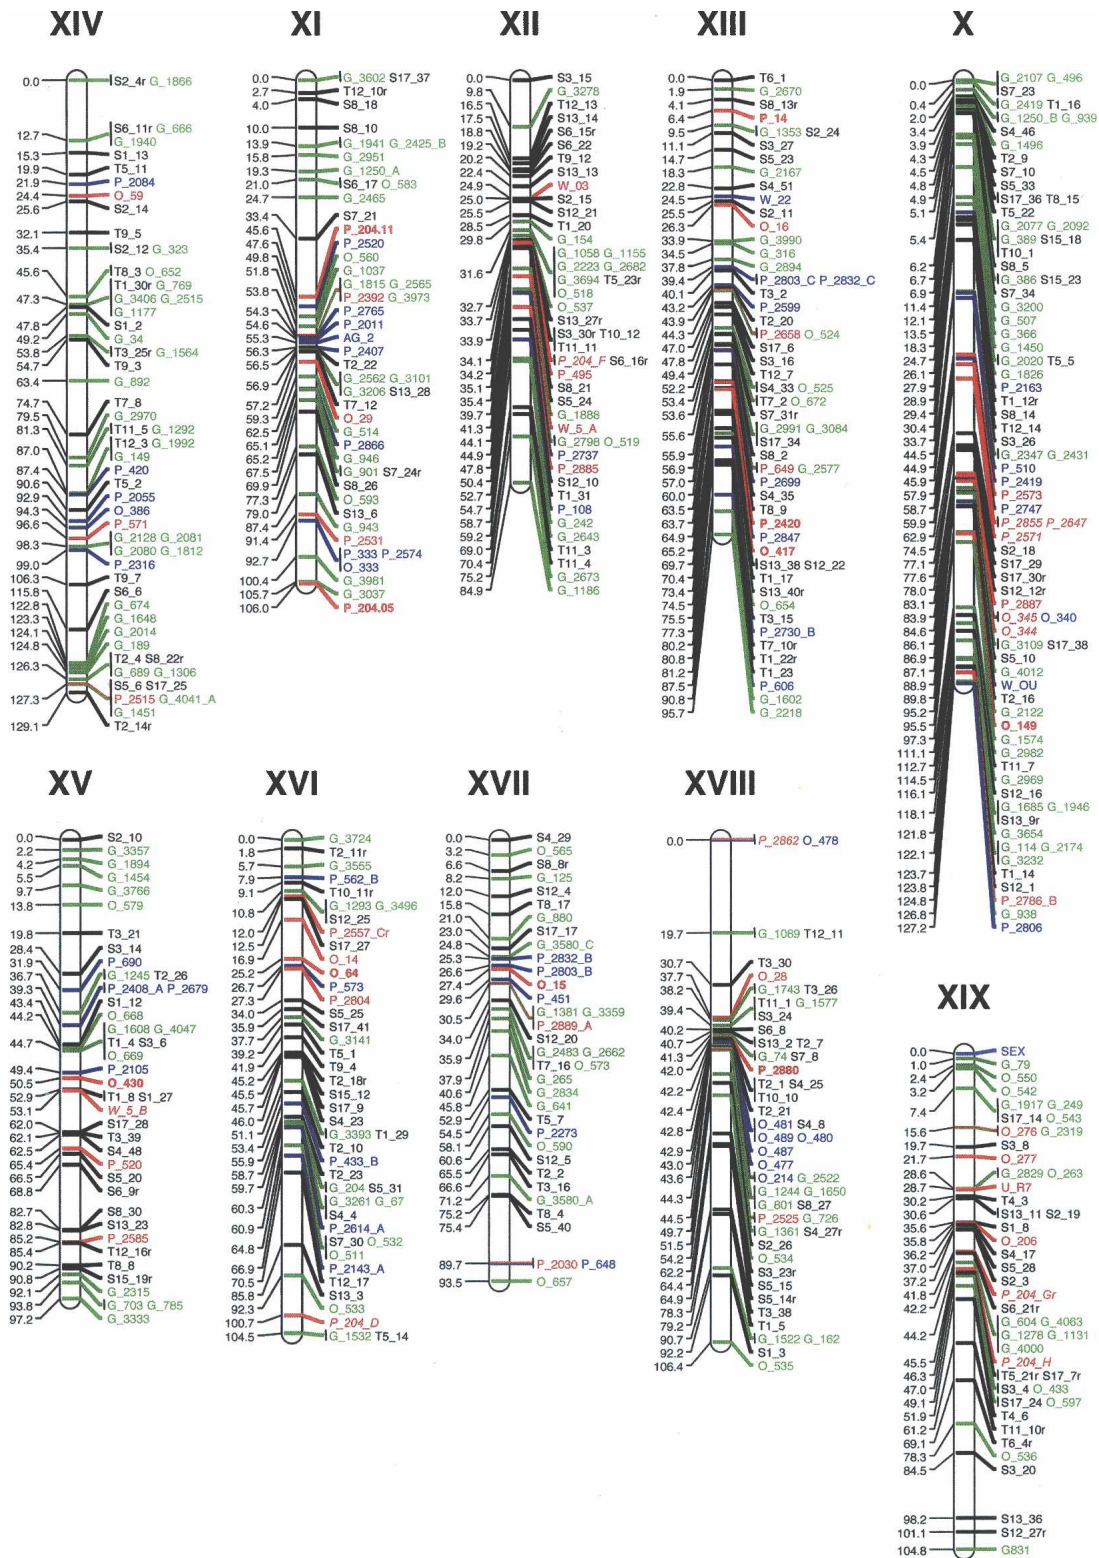 XIV
0.0 S2_4r G_1866
S6_11r G_666
12.7 G_1940
15.3 S1_13
19.9 T5_11
21.9 P_2084
24.4 O_59
25.6 S2_14
32.1 T9_5
35.4 S2_12 G_323
45.6 T8_3 O_652
T1_30r G_769
47.3 G_3406 G_2515
G_1177
47.8 S1_2
49.2 G_34
53.8 T3_25r G_1564
54.7 T9_3
63.4 G_892
74.7 T7_8
79.5 G_2970
81.3 T11_5 G_1292
T12_3 G_1992
87.0 G_149
87.4 P_420
90.6 T5_2
92.9 P_2055
94.3 O_386
96.6 P_571
G_2128 G_2081
98.3 G_2080 G_1812
99.0 P_2316
106.3 T9_7
115.8 S6_6
122.8 G_674
123.3 G_1648
124.1 G_2014
124.8 G_189
T2_4 S8_22r
126.3 G_689 G_1306
S5_6 S17_25
127.3 P_2515 G_4041_A
G_1451
129.1 T2_14r
XI
0.0 G_3602 S17_37
2.7 T12_10r
4.0 S8_18
10.0 S8_10
13.9 G_1941 G_2425_B
15.8 G_2951
19.3 G_1250_A
21.0 S6_17 O_583
24.7 G_2465
33.4 S7_21
45.6 P_204.11
47.6 P_2520
49.8 O_560
51.8 G_1037
G_1815 G_2565
53.8 P_2392 G_3973
54.3 P_2765
54.6 P_2011
55.3 AG_2
56.3 P_2407
56.5 T2_22
G_2562 G_3101
56.9 G_3206 S13_28
57.2 T7_12
59.3 O_29
62.5 G_514
65.1 P_2866
65.2 G_946
67.5 G_901 S7_24r
69.9 S8_26
77.3 O_593
79.0 S13_6
87.4 G_943
91.4 P_2531
P_333 P_2574
92.7 O_333
100.4 G_3981
105.7 G_3037
106.0 P_204.05
XII
0.0 S3_15
9.8 G_3278
16.5 T12_13
17.5 S13_14
18.8 S6_15r
19.2 S6_22
20.2 T9_12
22.4 S13_13
24.9 W_03
25.0 S2_15
26.5 S12_21
28.5 T1_20
29.8 G_154
G_1058 G_1155
G_2223 G_2682
31.6 G_3694 T5_23r
O_518
32.7 O_537
33.7 S13_27r
S3_30r T10_12
33.9 T11_11
34.1 P_204_F S6_16r
34.2 P_495
35.1 S8_21
35.4 S5_24
39.7 G_1888
41.3 W_5_A
44.1 G_2798 O_519
44.9 P_2737
47.8 P_2885
50.4 S12_10
52.7 T1_31
54.7 P_108
58.7 G_242
59.2 G_2643
69.0 T11_3
70.4 T11_4
75.2 G_2673
84.9 G_1186
XIII
0.0 T6_1
1.9 G_2670
4.1 S8_13r
6.4 P_14
9.5 G_1353 S2_24
11.1 S3_27
14.7 S5_23
18.3 G_2167
22.8 S4_51
24.5 W_22
25.5 S2_11
26.3 O_16
33.9 G_3990
34.5 G_316
37.8 G_2894
39.4 P_2803_C P_2832_C
40.1 T3_2
43.2 P_2599
43.9 T2_20
44.3 P_2658 O_524
47.0 S17_6
47.8 S3_16
49.4 T12_7
52.2 S4_33 O_525
53.4 T7_2 O_672
53.6 S7_31r
G_2991 G_3084
55.6 S17_34
55.9 S8_2
56.9 P_649 G_2577
57.0 P_2699
60.0 S4_35
63.5 T8_9
63.7 P_2420
64.9 P_2847
65.2 O_417
69.7 S13_38 S12_22
70.4 T1_17
73.4 S13_40r
74.5 O_654
75.5 T3_15
77.3 P_2730_B
80.2 T7_10r
80.8 T1_22r
81.2 T1_23
87.5 P_606
90.8 G_1602
95.7 G_2218
X
G_2107 G_496
0.0 S7_23
0.4 G_2419 T1_16
2.0 G_1250_B G_939
3.4 S4_46
3.9 G_1496
4.3 T2_9
4.5 S7_10
4.8 S5_33
4.9 S17_36 T8_15
5.1 T5_22
G_2077 G_2092
5.4 G_389 S15_18
T10_1
6.2 S8_5
6.7 G_386 S15_23
6.9 S7_34
11.4 G_3200
12.1 G_507
13.5 G_366
18.3 G_1450
24.7 G_2020 T5_5
26.1 G_1826
27.9 P_2163
28.9 T1_12r
29.4 S8_14
30.4 T12_14
33.7 S3_26
44.5 G_2347 G_2431
44.9 P_510
45.9 P_2419
57.9 P_2573
58.7 P_2747
59.9 P_2855 P_2647
62.9 P_2571
74.5 S2_18
77.1 S17_29
77.6 S17_30r
78.0 S12_12r
83.1 P_2887
83.9 O_345 O_340
84.6 O_344
86.1 G_3109 S17_38
86.9 S5_10
87.1 G_4012
88.9 W_OU
89.8 T2_16
95.2 G_2122
95.5 O_149
97.3 G_1574
111.1 G_2982
112.7 T11_7
114.5 G_2969
116.1 S12_16
G_1685 G_1946
118.1 S13_9r
121.8 G_3654
G_114 G_2174
122.1 G_3232
123.7 T1_14
123.8 S12_1
124.8 P_2786_B
126.8 G_938
127.2 P_2806
XV
0.0 S2_10
2.2 G_3357
4.2 G_1894
5.5 G_1454
9.7 G_3766
13.8 O_579
19.8 T3_21
28.4 S3_14
31.9 P_690
36.7 G_1245 T2_26
39.3 P_2408_A P_2679
43.4 S1_12
44.2 O_668
G_1608 G_4047
44.7 T1_4 S3_6
O_669
49.4 P_2105
50.5 O_430
52.9 T1_8 S1_27
53.1 W_5_B
62.0 S17_28
62.1 T3_39
62.5 S4_48
65.4 P_520
66.5 S5_20
68.8 S6_9r
82.7 S8_30
82.8 S13_23
85.2 P_2585
85.4 T12_16r
90.2 T8_8
90.8 S15_19r
92.1 G_2315
93.8 G_703 G_785
97.2 G_3333
XVI
0.0 G_3724
1.8 T2_11r
5.7 G_3555
7.9 P_562_B
9.1 T10_11r
G_1293 G_3496
10.8 S12_25
12.0 P_2557_Cr
12.5 S17_27
16.9 O_14
25.2 O_64
26.7 P_573
27.3 P_2804
34.9 S5_25
35.9 S17_41
37.7 G_3141
39.2 T5_1
41.9 T9_4
45.2 T2_18r
45.5 S15_12
45.7 S17_9
46.0 S4_23
51.1 G_3393 T1_29
53.4 T2_10
55.9 P_433_B
58.7 T2_23
59.7 G_204 S5_31
G_3261 G_67
60.3 S4_4
60.9 P_2614_A
S7_30 O_532
64.8 O_511
66.9 P_2143_A
70.5 T12_17
85.8 S13_3
92.3 O_533
100.7 P_204_D
104.5 G_1532 T5_14
XVII
0.0 S4_29
3.2 O_565
6.6 S8_8r
8.2 G_125
12.0 S12_4
15.8 T8_17
21.0 G_880
23.0 S17_17
24.8 G_3580_C
25.3 P_2832_B
26.6 P_2803_B
27.4 O_15
29.6 P_451
G_1381 G_3359
30.5 P_2889_A
34.0 S12_20
G_2483 G_2662
35.9 T7_16 O_573
37.9 G_265
40.6 G_2834
45.8 G_641
52.9 T5_7
54.5 P_2273
58.1 O_590
60.6 S12_5
65.5 T2_2
66.6 T3_16
71.2 G_3580_A
75.2 T8_4
75.4 S5_40
89.7 P_2030 P_648
93.5 O_657
XVIII
0.0 P_2862 O_478
19.7 G_1089 T12_11
30.7 T3_30
37.7 O_28
38.2 G_1743 T3_26
T11_1 G_1577
39.4 S3_24
40.2 S6_8
40.7 S13_2 T2_7
41.3 G_74 S7_8
42.0 P_2880
42.2 T2_1 S4_25
T10_10
42.4 T2_21
O_481 S4_8
42.8 O_489 O_480
42.9 O_487
43.0 O_477
43.6 O_214 G_2522
G_1244 G_1650
44.3 G_801 S8_27
44.5 P_2525 G_726
49.7 G_1361 S4_27r
51.5 S2_26
54.2 O_534
62.2 S3_23r
64.4 S5_15
64.9 S5_14r
78.3 T3_38
79.2 T1_5
90.7 G_1522 G_162
92.2 S1_3
106.4 O_535
XIX
0.0 SEX
1.0 G_79
2.4 O_550
3.2 O_542
G_1917 G_249
7.4 S17_14 O_543
15.6 O_276 G_2319
19.7 S3_8
21.7 O_277
28.6 G_2829 O_263
28.7 U_R7
30.2 T4_3
30.6 S13_11 S2_19
35.6 S1_8
35.8 O_206
36.2 S4_17
37.0 S5_28
37.2 S2_3
41.8 P_204_Gr
42.2 S6_21r
G_604 G_4063
44.2 G_1278 G_1131
G_4000
45.5 P_204_H
46.3 T5_21r S17_7r
47.0 S3_4 O_433
49.1 S17_24 O_597
51.9 T4_6
61.2 T11_10r
69.1 T6_4r
78.3 O_536
84.5 S3_20
98.2 S13_36
101.1 S12_27r
104.8 G831